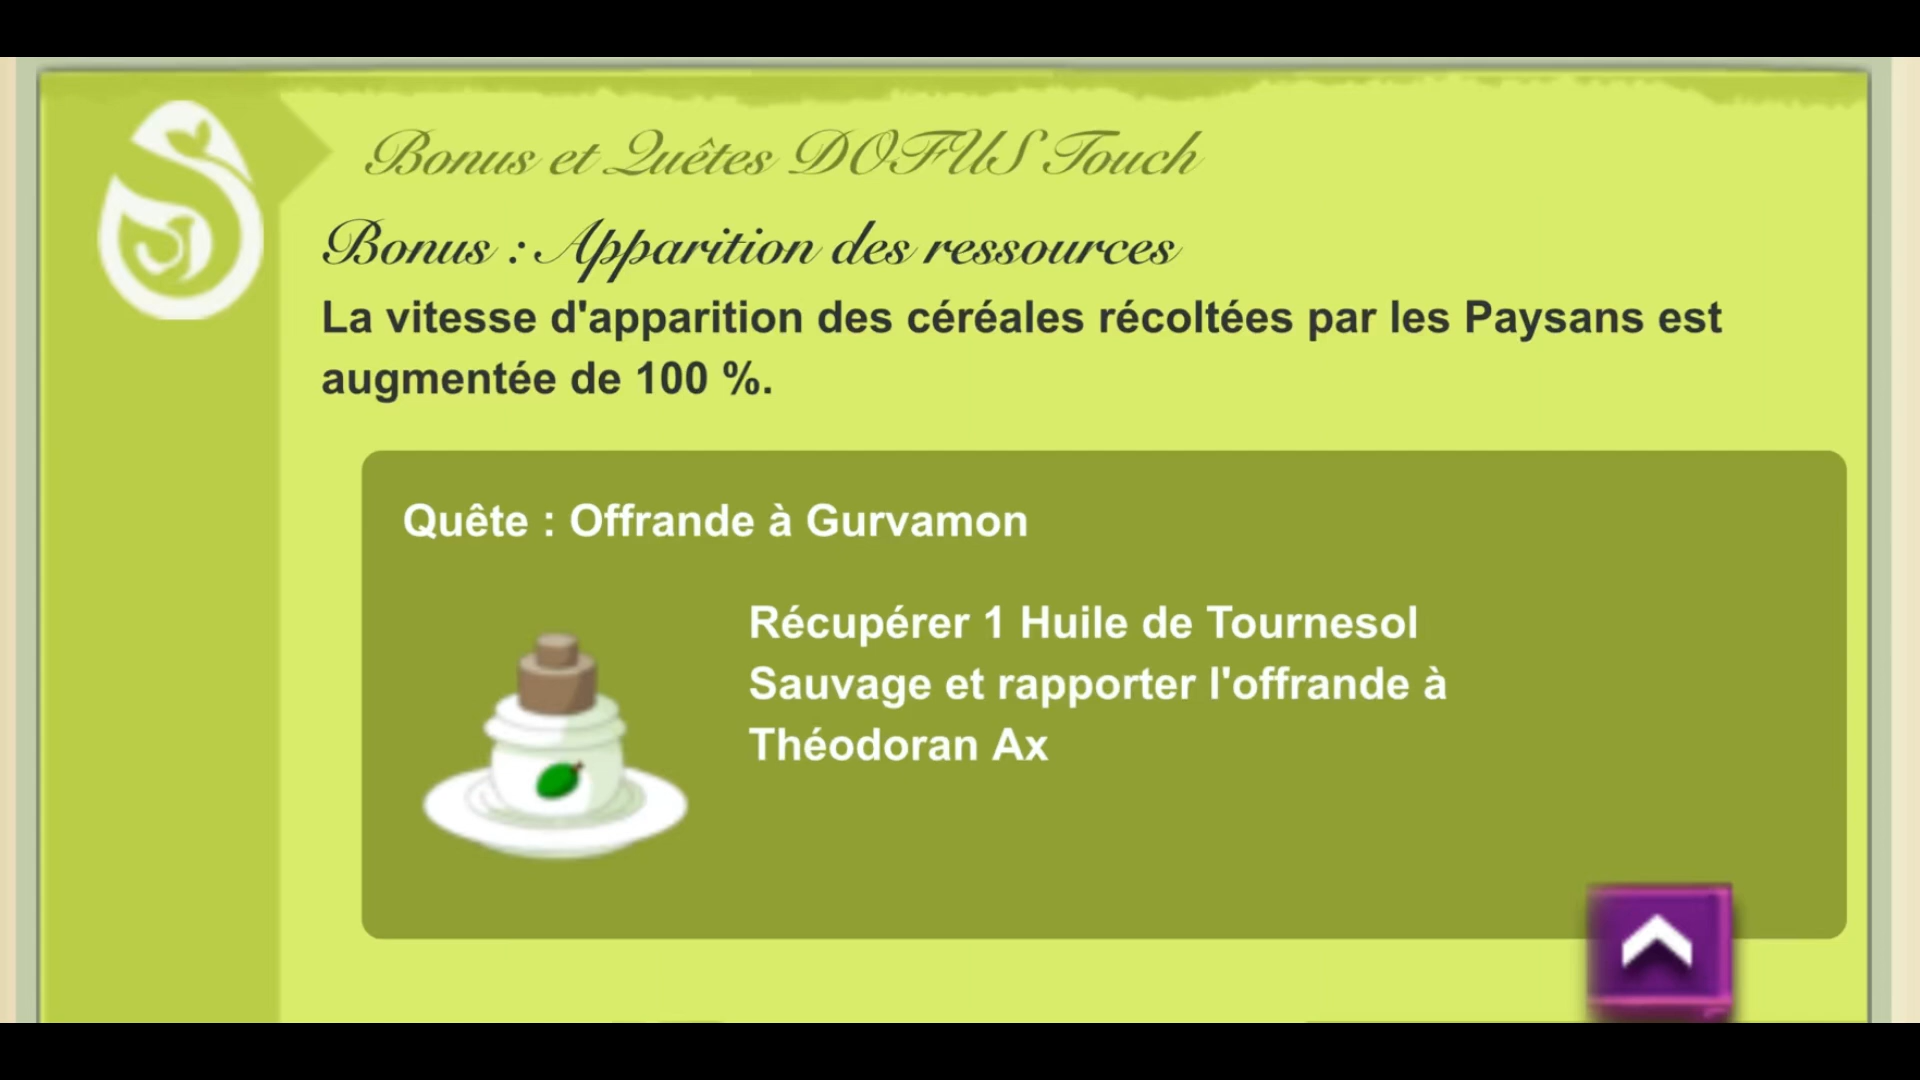 Bonus et Quêtes DOFUS Touch
Bonus : Apparition des ressources
La vitesse d'apparition des céréales récoltées par les Paysans est
augmentée de 100 %.
Quête : Offrande à Gurvamon
Récupérer 1 Huile de Tournesol
Sauvage et rapporter l'offrande à
Théodoran Ax